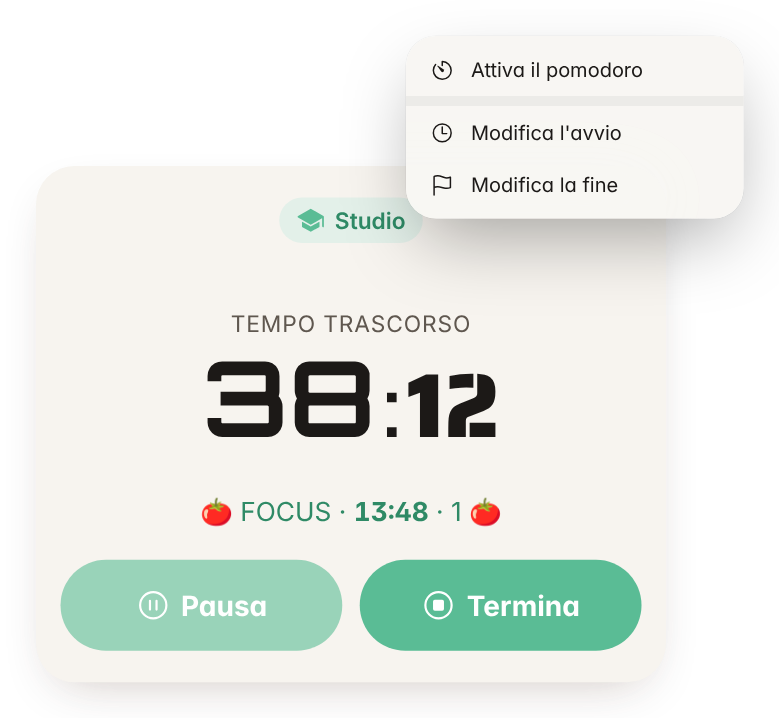 Attiva il pomodoro
Modifica l'avvio
Modifica la fine
Studio
TEMPO TRASCORSO
38:12
🍅 FOCUS · 13:48 · 1 🍅
Pausa
Termina